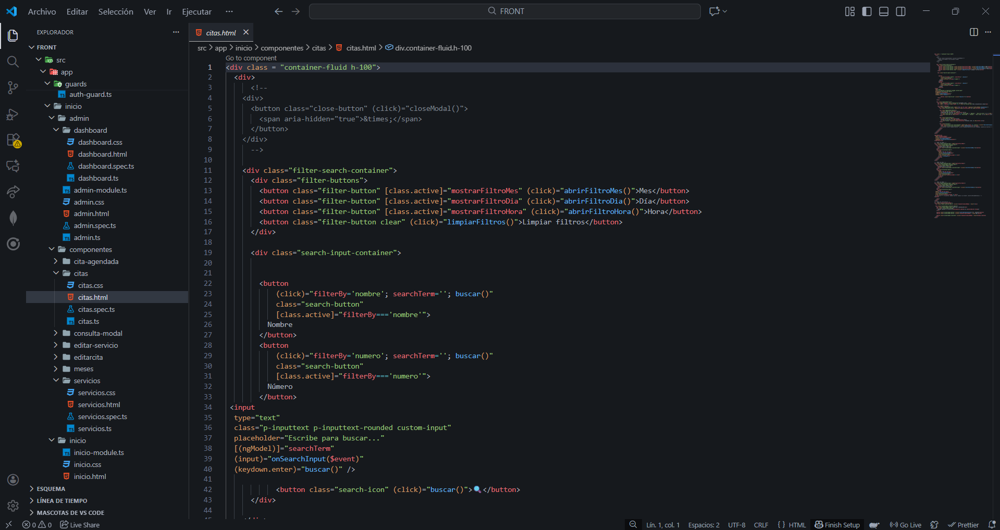 Archivo Editar Selección Ver Ir Ejecutar ··· FRONT
EXPLORADOR ···
FRONT
src
app
guards
auth-guard.ts
inicio
admin
dashboard
dashboard.css
dashboard.html
dashboard.spec.ts
dashboard.ts
admin-module.ts
admin.css
admin.html
admin.spec.ts
admin.ts
componentes
cita-agendada
citas
citas.css
citas.html
citas.spec.ts
citas.ts
consulta-modal
editar-servicio
editarcita
meses
servicios
servicios.css
servicios.html
servicios.spec.ts
servicios.ts
inicio
inicio-module.ts
inicio.css
inicio.html
ESQUEMA
LÍNEA DE TIEMPO
MASCOTAS DE VS CODE
citas.html
src > app > inicio > componentes > citas > citas.html > div.container-fluid.h-100
Go to component
1 <div class = "container-fluid h-100">
2 <div>
3 <!--
4 <div>
5 <button class="close-button" (click)="closeModal()">
6 <span aria-hidden="true">&times;</span>
7 </button>
8 </div>
9 -->
10
11 <div class="filter-search-container">
12 <div class="filter-buttons">
13 <button class="filter-button" [class.active]="mostrarFiltroMes" (click)="abrirFiltroMes()">Mes</button>
14 <button class="filter-button" [class.active]="mostrarFiltroDia" (click)="abrirFiltroDia()">Día</button>
15 <button class="filter-button" [class.active]="mostrarFiltroHora" (click)="abrirFiltroHora()">Hora</button>
16 <button class="filter-button clear" (click)="limpiarFiltros()">Limpiar filtros</button>
17 </div>
18
19 <div class="search-input-container">
20
21
22 <button
23 (click)="filterBy='nombre'; searchTerm=''; buscar()"
24 class="search-button"
25 [class.active]="filterBy==='nombre'">
26 Nombre
27 </button>
28 <button
29 (click)="filterBy='numero'; searchTerm=''; buscar()"
30 class="search-button"
31 [class.active]="filterBy==='numero'">
32 Número
33 </button>
34 <input
35 type="text"
36 class="p-inputtext p-inputtext-rounded custom-input"
37 placeholder="Escribe para buscar..."
38 [(ngModel)]="searchTerm"
39 (input)="onSearchInput($event)"
40 (keydown.enter)="buscar()" />
41
42 <button class="search-icon" (click)="buscar()">🔍</button>
43 </div>
44
0 0 Live Share Lín. 1, col. 1 Espacios: 2 UTF-8 CRLF { } HTML Finish Setup Go Live Prettier